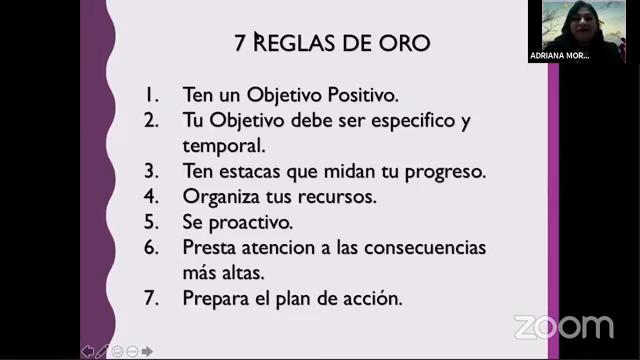 7 REGLAS DE ORO
ADRIANA MOR...
1. Ten un Objetivo Positivo.
2. Tu Objetivo debe ser especifico y
temporal.
3. Ten estacas que midan tu progreso.
4. Organiza tus recursos.
5. Se proactivo.
6. Presta atencion a las consecuencias
más altas.
7. Prepara el plan de acción.
zoom